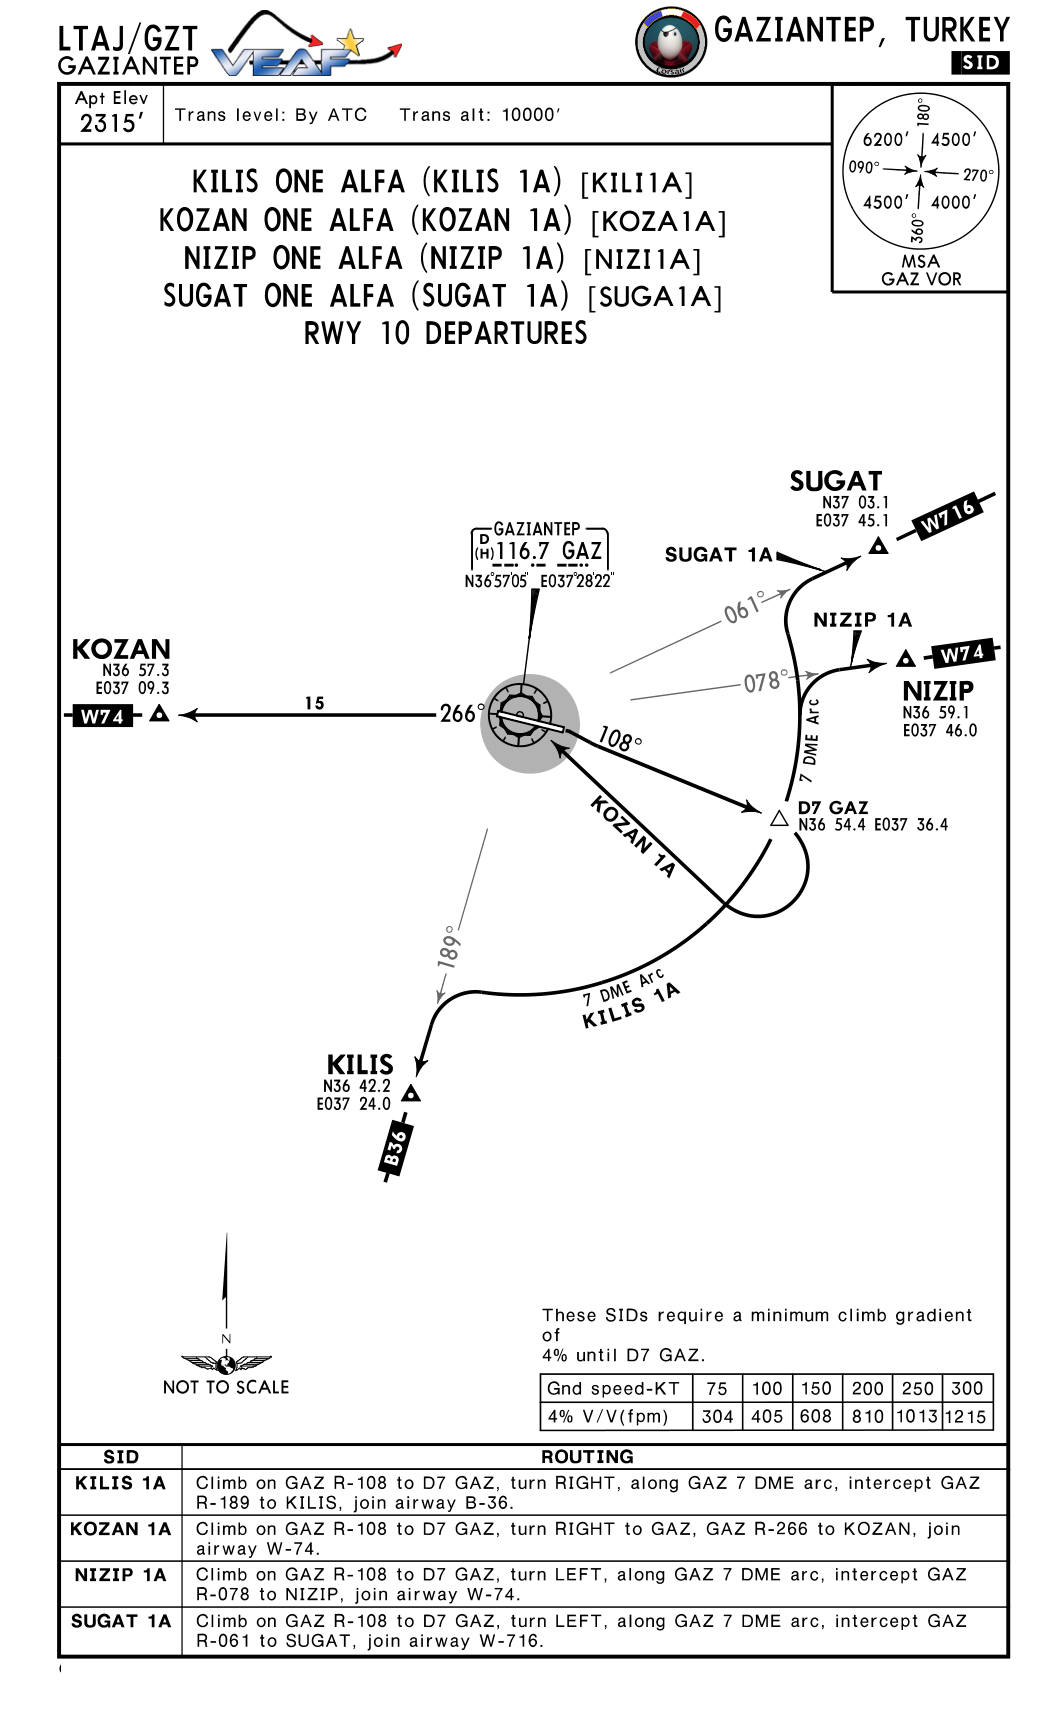 LTAJ/GZT
GAZIANTEP
VEAF
Corsair
GAZIANTEP, TURKEY
SID
Apt Elev
2315'
Trans level: By ATC Trans alt: 10000'
180°
6200' 4500'
090° 270°
4500' 4000'
360°
MSA
GAZ VOR
KILIS ONE ALFA (KILIS 1A) [KILI1A]
KOZAN ONE ALFA (KOZAN 1A) [KOZA1A]
NIZIP ONE ALFA (NIZIP 1A) [NIZI1A]
SUGAT ONE ALFA (SUGAT 1A) [SUGA1A]
RWY 10 DEPARTURES
SUGAT
N37 03.1
E037 45.1
W716
SUGAT 1A
GAZIANTEP
D
(H) 116.7 GAZ
N36°57'05" E037°28'22"
061°
NIZIP 1A
W74
078°
NIZIP
N36 59.1
E037 46.0
KOZAN
N36 57.3
E037 09.3
W74
15
266°
108°
7 DME Arc
D7 GAZ
N36 54.4 E037 36.4
KOZAN 1A
189°
7 DME Arc
KILIS 1A
KILIS
N36 42.2
E037 24.0
B36
N
NOT TO SCALE
These SIDs require a minimum climb gradient
of
4% until D7 GAZ.
Gnd speed-KT 75 100 150 200 250 300
4% V/V(fpm) 304 405 608 810 1013 1215
SID ROUTING
KILIS 1A Climb on GAZ R-108 to D7 GAZ, turn RIGHT, along GAZ 7 DME arc, intercept GAZ
R-189 to KILIS, join airway B-36.
KOZAN 1A Climb on GAZ R-108 to D7 GAZ, turn RIGHT to GAZ, GAZ R-266 to KOZAN, join
airway W-74.
NIZIP 1A Climb on GAZ R-108 to D7 GAZ, turn LEFT, along GAZ 7 DME arc, intercept GAZ
R-078 to NIZIP, join airway W-74.
SUGAT 1A Climb on GAZ R-108 to D7 GAZ, turn LEFT, along GAZ 7 DME arc, intercept GAZ
R-061 to SUGAT, join airway W-716.